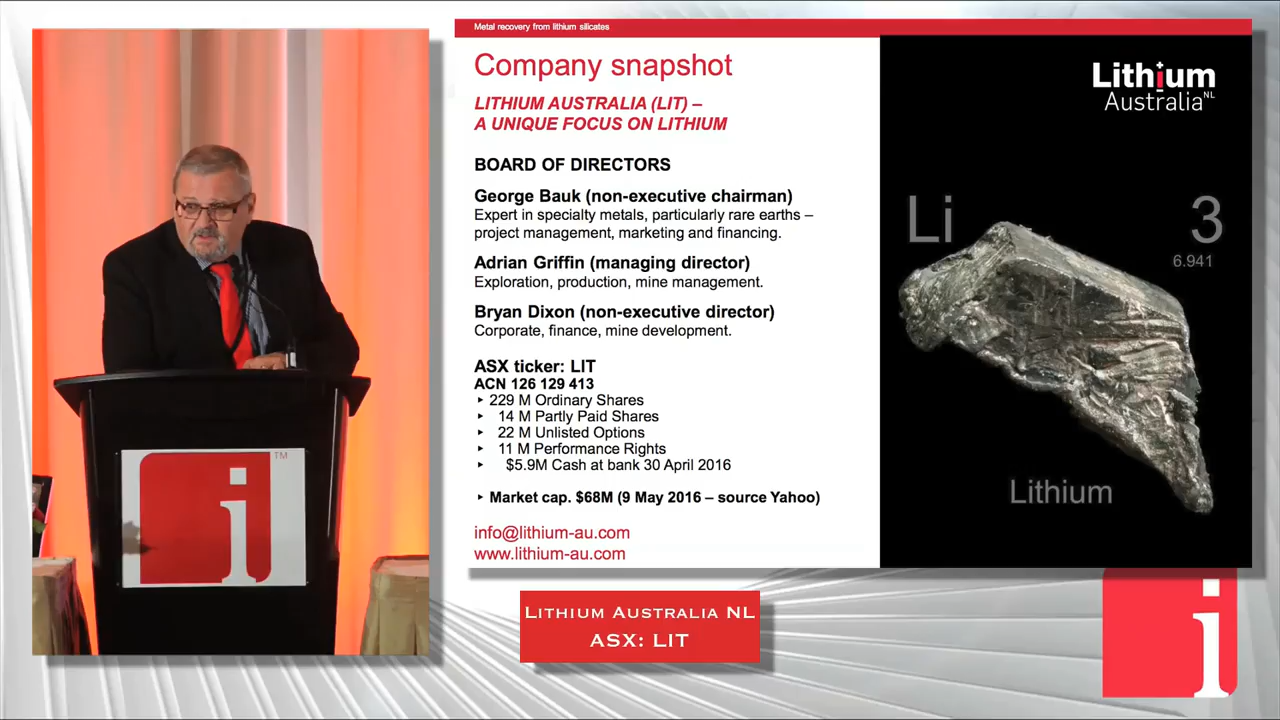 Metal recovery from lithium silicates
Company snapshot
LITHIUM AUSTRALIA (LIT) –
A UNIQUE FOCUS ON LITHIUM
BOARD OF DIRECTORS
George Bauk (non-executive chairman)
Expert in specialty metals, particularly rare earths –
project management, marketing and financing.
Adrian Griffin (managing director)
Exploration, production, mine management.
Bryan Dixon (non-executive director)
Corporate, finance, mine development.
ASX ticker: LIT
ACN 126 129 413
‣ 229 M Ordinary Shares
‣ 14 M Partly Paid Shares
‣ 22 M Unlisted Options
‣ 11 M Performance Rights
‣ $5.9M Cash at bank 30 April 2016
‣ Market cap. $68M (9 May 2016 – source Yahoo)
info@lithium-au.com
www.lithium-au.com
Lithium
Australia NL
Li
3
6.941
Lithium
i
TM
LITHIUM AUSTRALIA NL
ASX: LIT
i